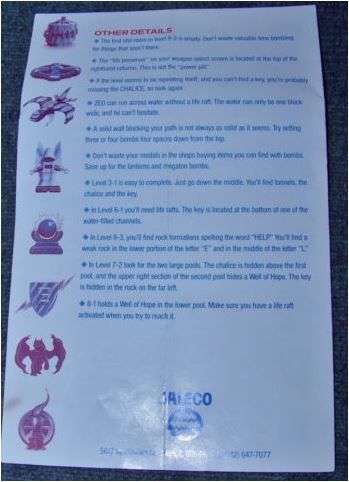 OTHER DETAILS
❖ The first idol room in level 8-3 is empty. Don't waste valuable time bombing
for things that aren't there.
❖ The "life preserver" on your Weapon select screen is located at the top of the
righthand column. This is not the "power pill."
❖ If the level seems to be repeating itself, and you can't find a key, you're probably
missing the CHALICE, so look again.
❖ ZED can run across water without a life raft. The water can only be one block
wide, and he can't hesitate.
❖ A solid wall blocking your path is not always as solid as it seems. Try setting
three or four bombs four spaces down from the top.
❖ Don't waste your medals in the shops buying items you can find with bombs.
Save up for the lanterns and megaton bombs.
❖ Level 3-1 is easy to complete. Just go down the middle. You'll find tunnels, the
chalice and the key.
❖ In Level 6-1 you'll need life rafts. The key is located at the bottom of one of the
water-filled channels.
❖ In Level 6-3, you'll find rock formations spelling the word "HELP." You'll find a
weak rock in the lower portion of the letter "E" and in the middle of the letter "L."
❖ In Level 7-2 look for the two large pools. The chalice is hidden above the first
pool, and the upper right section of the second pool hides a Well of Hope. The key
is hidden in the rock on the far left.
❖ 8-1 holds a Well of Hope in the lower pool. Make sure you have a life raft
activated when you try to reach it.
JALECO
647-7077